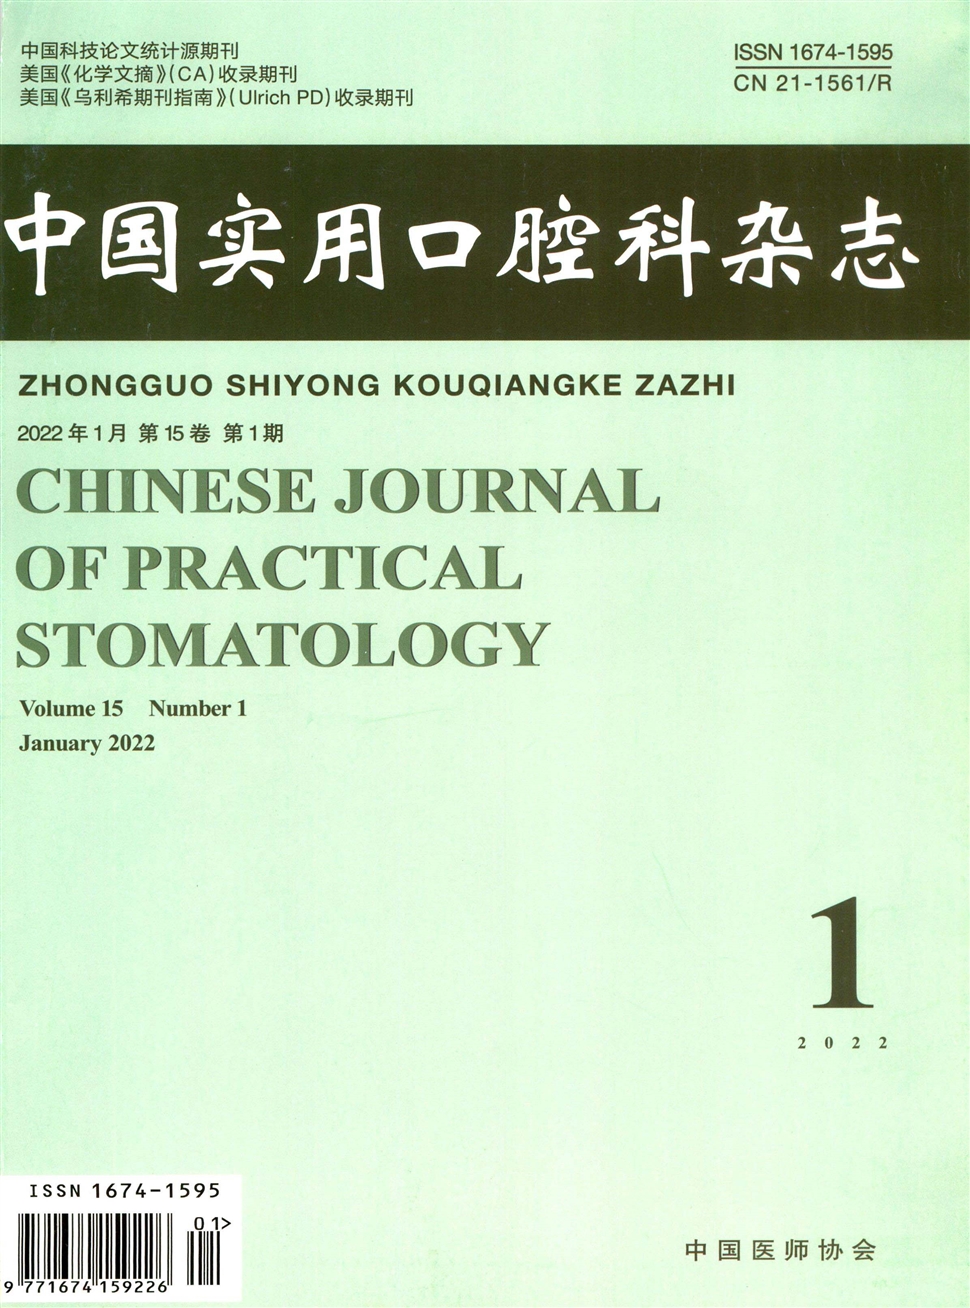 中国科技论文统计源期刊
美国《化学文摘》(CA)收录期刊
美国《乌利希期刊指南》(Ulrich PD)收录期刊
ISSN 1674-1595
CN 21-1561/R
中国实用口腔科杂志
ZHONGGUO SHIYONG KOUQIANGKE ZAZHI
2022年1月 第15卷 第1期
CHINESE JOURNAL
OF PRACTICAL
STOMATOLOGY
Volume 15 Number 1
January 2022
1
2022
ISSN 1674-1595
01>
9 771674 159226
中国医师协会